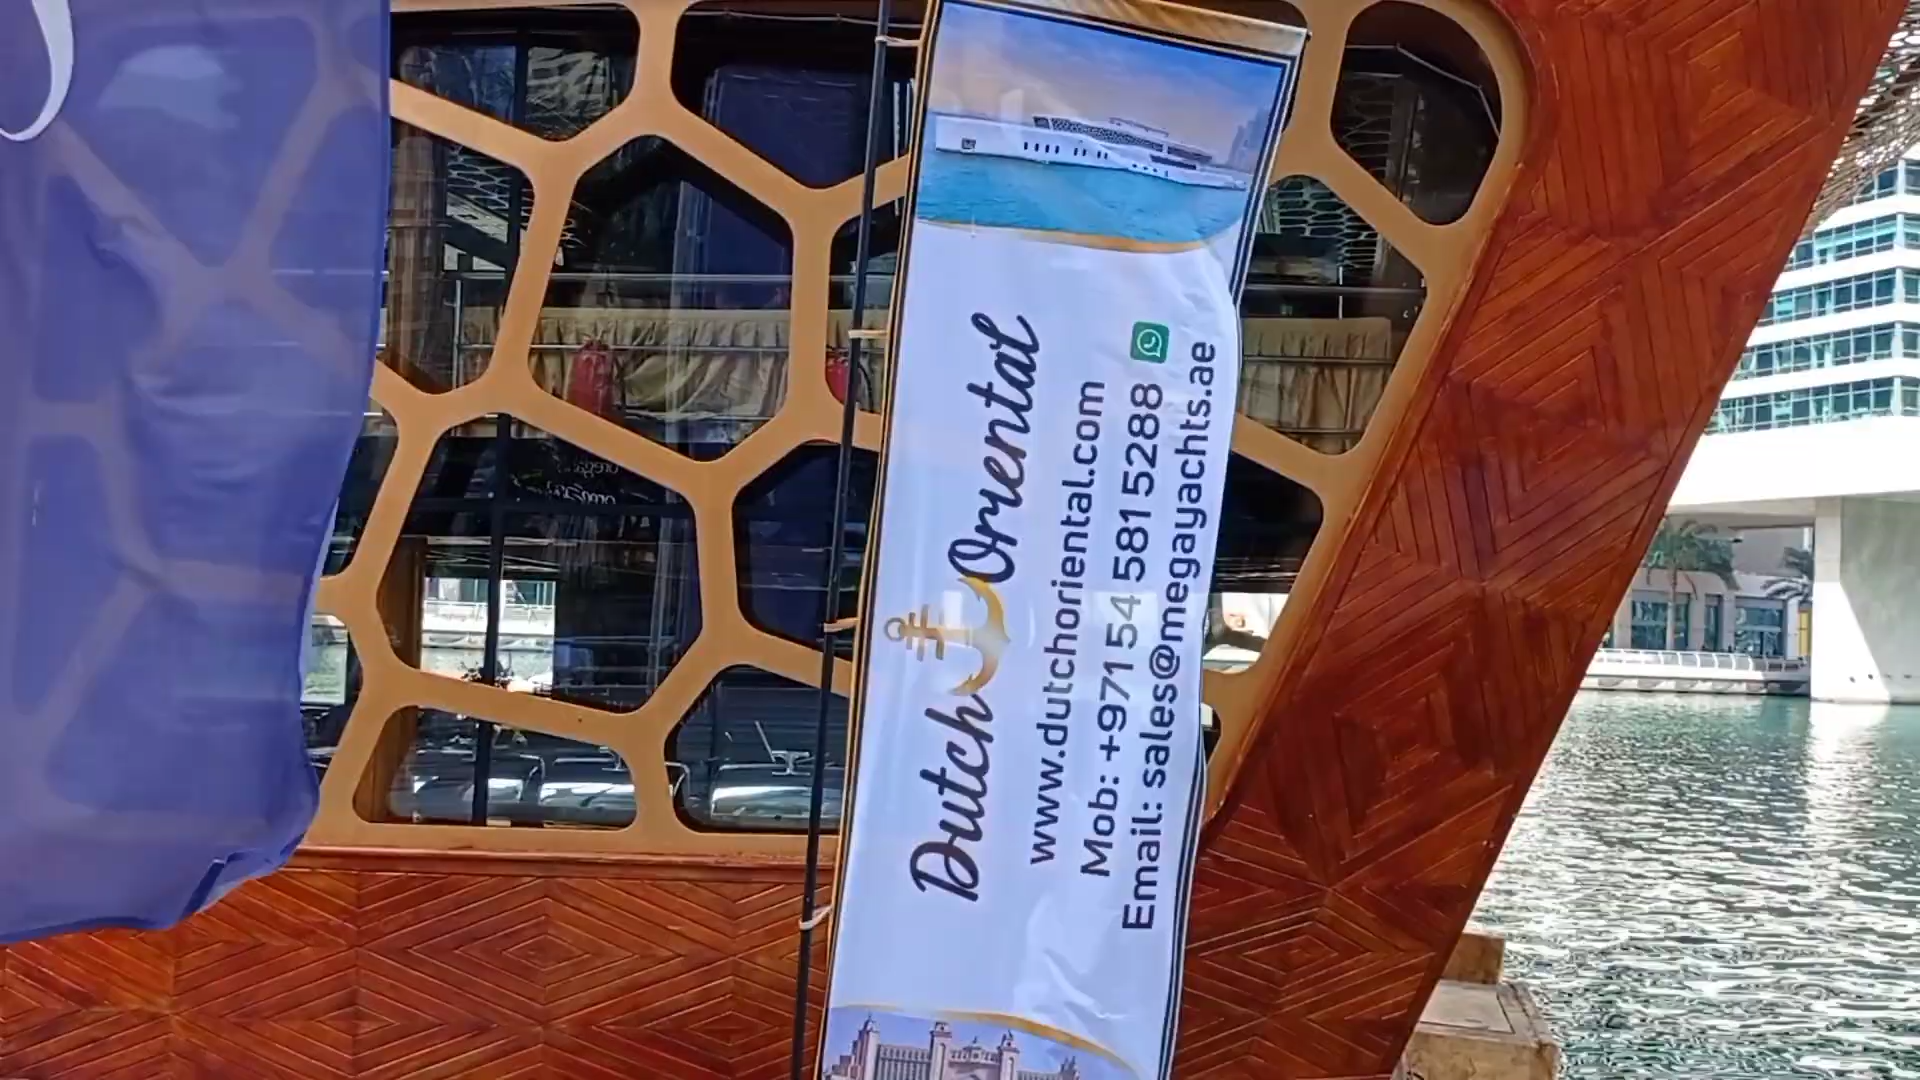 Dutch Oriental
www.dutchoriental.com
Mob: +971 54 581 5288
Email: sales@megayachts.ae